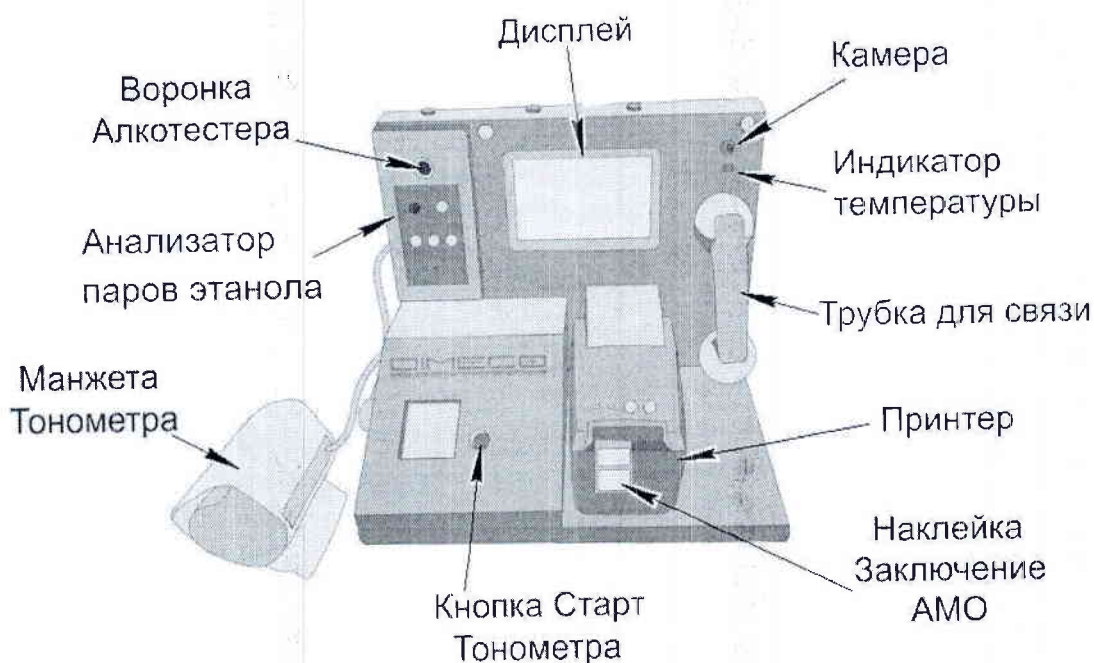 Дисплей
Камера
Воронка
Алкотестера
Индикатор
температуры
Анализатор
паров этанола
Трубка для связи
Манжета
Тонометра
Принтер
Наклейка
Заключение
АМО
Кнопка Старт
Тонометра